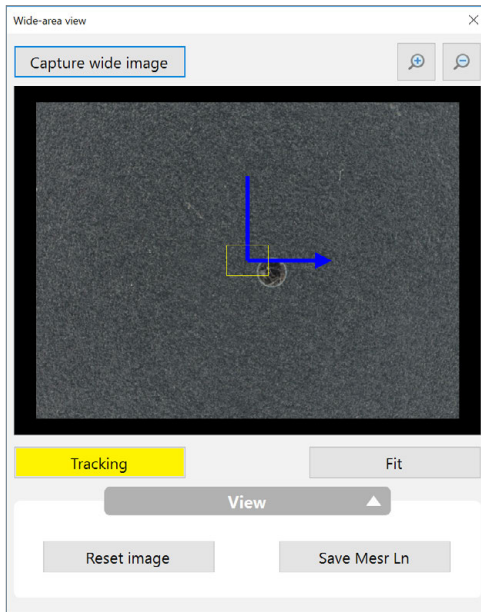 Wide-area view
Capture wide image
Tracking
Fit
View
Reset image
Save Mesr Ln